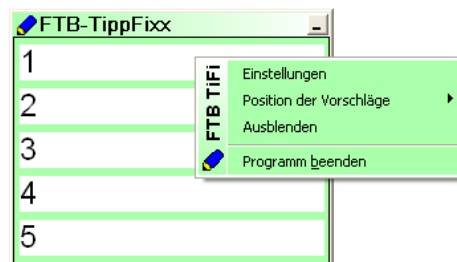 FTB-TippFixx
1
2
3
4
5
FTB TiFi
Einstellungen
Position der Vorschläge
Ausblenden
Programm beenden